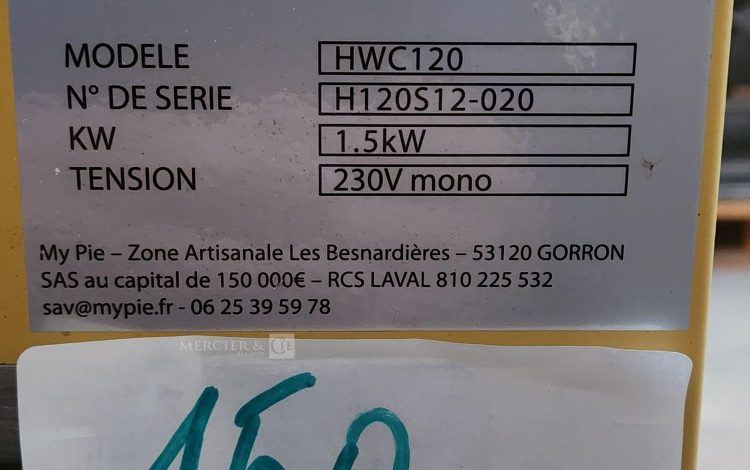 MODELE HWC120
N° DE SERIE H120S12-020
KW 1.5kW
TENSION 230V mono
My Pie – Zone Artisanale Les Besnardières – 53120 GORRON
SAS au capital de 150 000€ – RCS LAVAL 810 225 532
sav@mypie.fr - 06 25 39 59 78
MERCIER & CIE
AUCTION